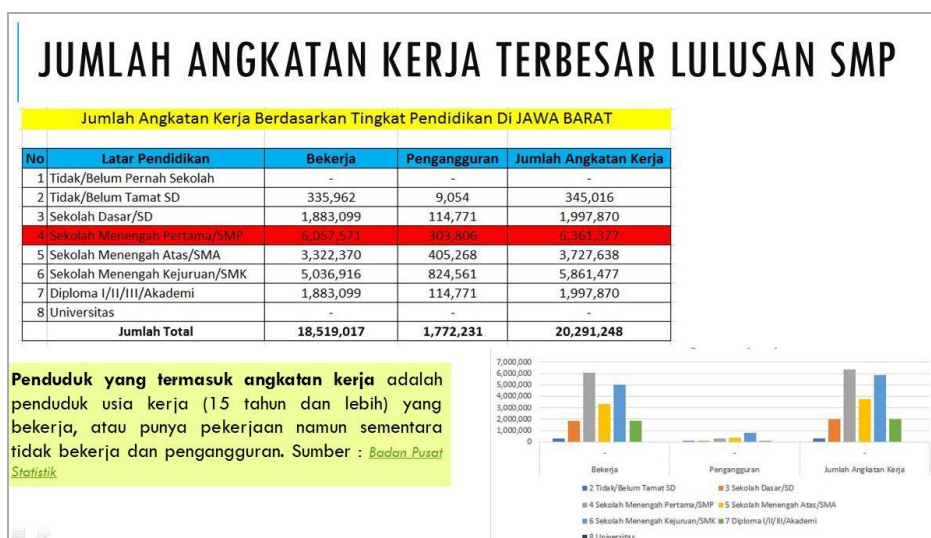 JUMLAH ANGKATAN KERJA TERBESAR LULUSAN SMP
Jumlah Angkatan Kerja Berdasarkan Tingkat Pendidikan Di JAWA BARAT
No Latar Pendidikan Bekerja Pengangguran Jumlah Angkatan Kerja
1 Tidak/Belum Pernah Sekolah - - -
2 Tidak/Belum Tamat SD 335,962 9,054 345,016
3 Sekolah Dasar/SD 1,883,099 114,771 1,997,870
4 Sekolah Menengah Pertama/SMP 6,057,571 303,806 6,361,377
5 Sekolah Menengah Atas/SMA 3,322,370 405,268 3,727,638
6 Sekolah Menengah Kejuruan/SMK 5,036,916 824,561 5,861,477
7 Diploma I/II/III/Akademi 1,883,099 114,771 1,997,870
8 Universitas - - -
Jumlah Total 18,519,017 1,772,231 20,291,248
Penduduk yang termasuk angkatan kerja adalah
penduduk usia kerja (15 tahun dan lebih) yang
bekerja, atau punya pekerjaan namun sementara
tidak bekerja dan pengangguran. Sumber : Badan Pusat
Statistik
7,000,000
6,000,000
5,000,000
4,000,000
3,000,000
2,000,000
1,000,000
0
- - -
Bekerja Pengangguran Jumlah Angkatan Kerja
2 Tidak/Belum Tamat SD 3 Sekolah Dasar/SD
4 Sekolah Menengah Pertama/SMP 5 Sekolah Menengah Atas/SMA
6 Sekolah Menengah Kejuruan/SMK 7 Diploma I/II/III/Akademi
8 Universitas